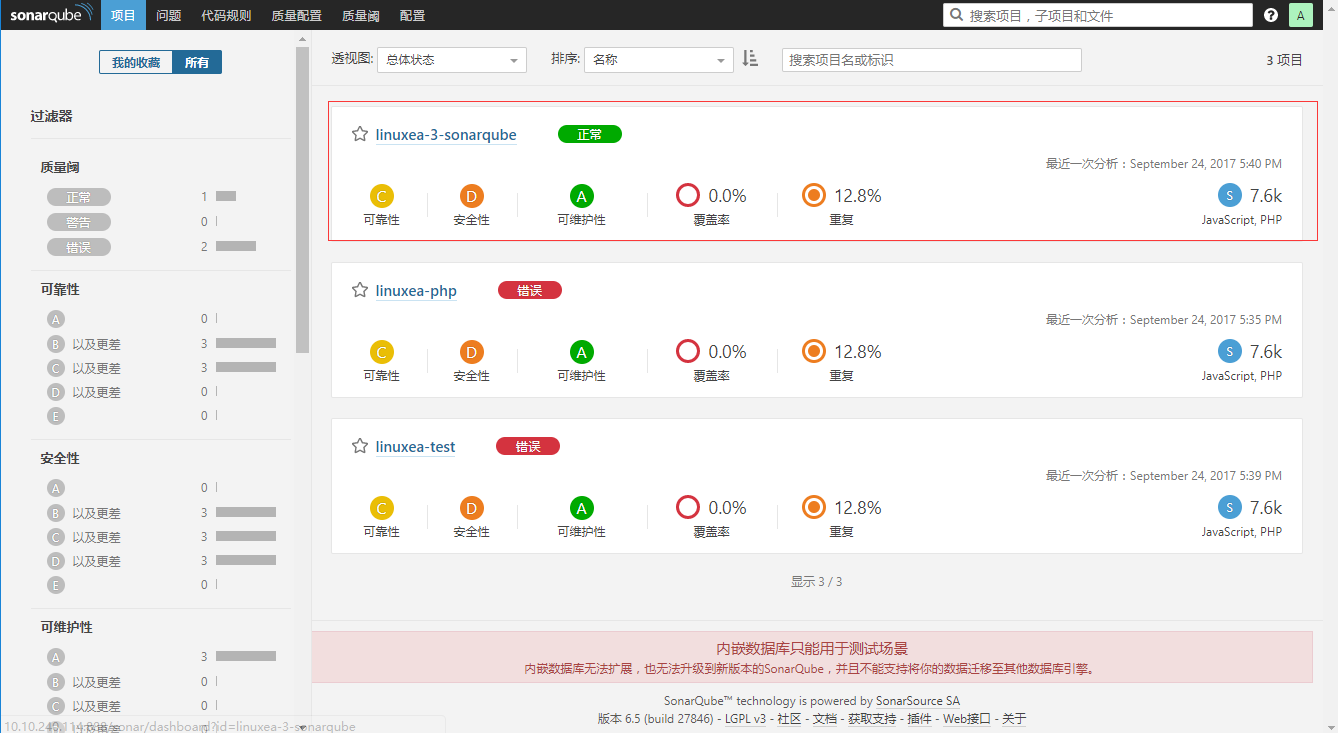 sonarqube 项目 问题 代码规则 质量配置 质量阈 配置 搜索项目，子项目和文件 ? A
我的收藏 所有
过滤器
质量阈
正常 1
警告 0
错误 2
可靠性
A 0
B 以及更差 3
C 以及更差 3
D 以及更差 0
E 0
安全性
A 0
B 以及更差 3
C 以及更差 3
D 以及更差 3
E 0
可维护性
A 3
B 以及更差 0
C 以及更差 0
透视图: 总体状态 排序: 名称 搜索项目名或标识 3 项目
linuxea-3-sonarqube 正常
最近一次分析：September 24, 2017 5:40 PM
C D A 0.0% 12.8% S 7.6k
可靠性 安全性 可维护性 覆盖率 重复 JavaScript, PHP
linuxea-php 错误
最近一次分析：September 24, 2017 5:35 PM
C D A 0.0% 12.8% S 7.6k
可靠性 安全性 可维护性 覆盖率 重复 JavaScript, PHP
linuxea-test 错误
最近一次分析：September 24, 2017 5:39 PM
C D A 0.0% 12.8% S 7.6k
可靠性 安全性 可维护性 覆盖率 重复 JavaScript, PHP
显示 3 / 3
内嵌数据库只能用于测试场景
内嵌数据库无法扩展，也无法升级到新版本的SonarQube，并且不能支持将你的数据迁移至其他数据库引擎。
SonarQube™ technology is powered by SonarSource SA
版本 6.5 (build 27846) - LGPL v3 - 社区 - 文档 - 获取支持 - 插件 - Web接口 - 关于